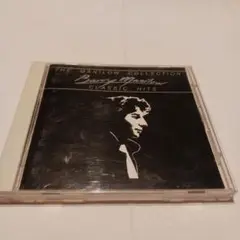 THE MANILOW COLLECTION
Barry Manilow
CLASSIC HITS